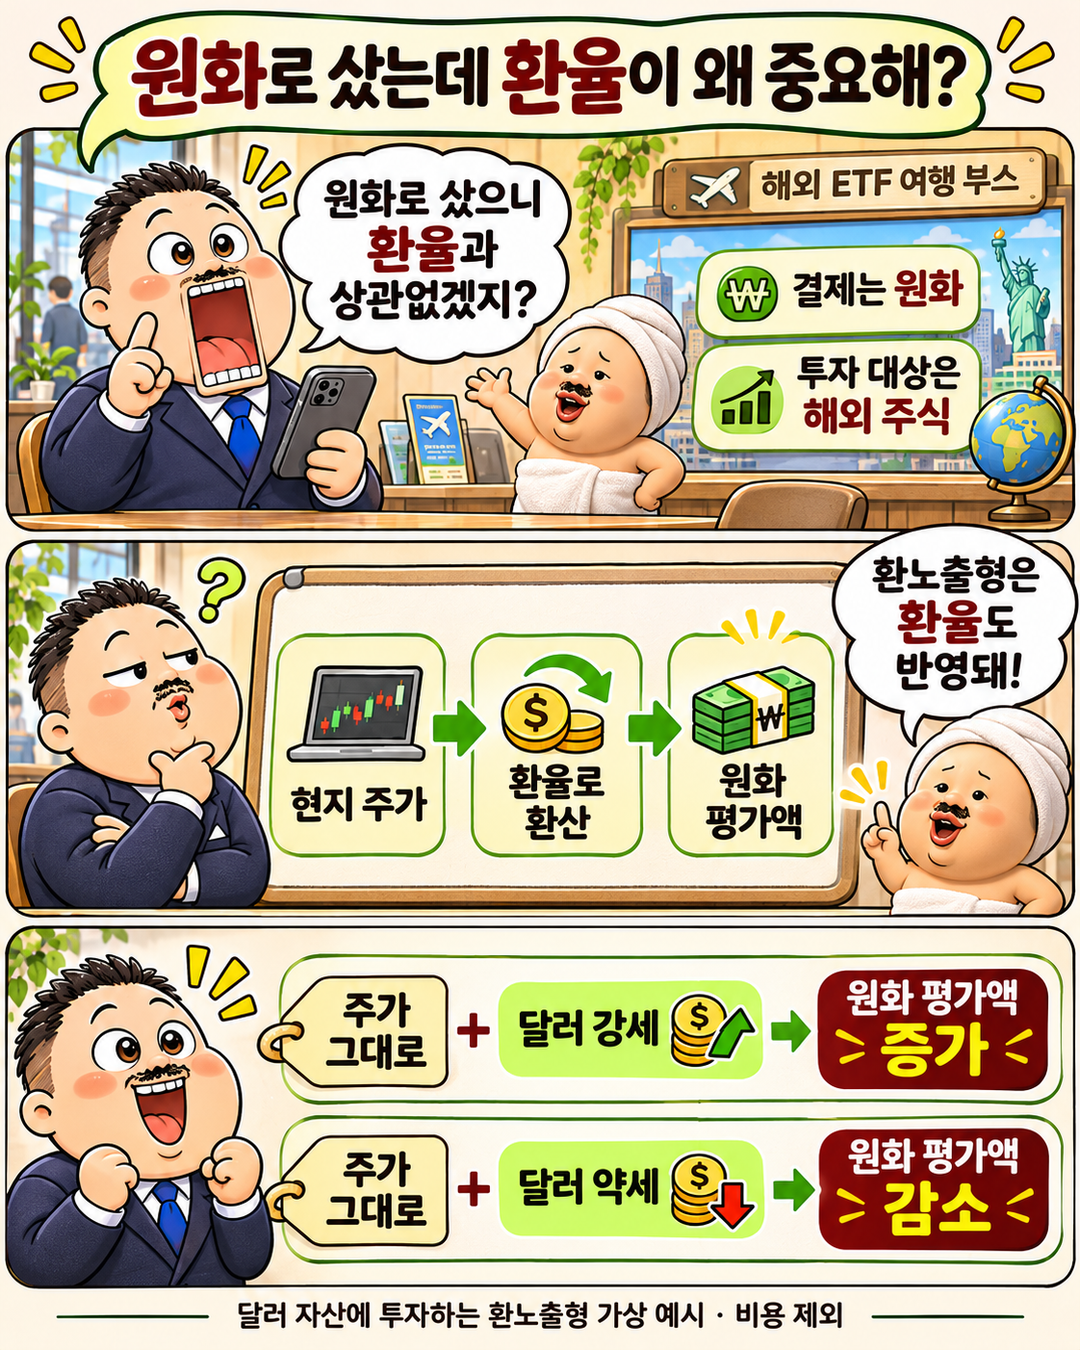 원화로 샀는데 환율이 왜 중요해?
원화로 샀으니
환율과
상관없겠지?
해외 ETF 여행 부스
₩ 결제는 원화
투자 대상은
해외 주식
?
환노출형은
환율도
반영돼!
현지 주가
$
환율로
환산
₩
원화
평가액
주가
그대로
+
달러 강세
$
원화 평가액
증가
주가
그대로
+
달러 약세
$
원화 평가액
감소
달러 자산에 투자하는 환노출형 가상 예시 · 비용 제외